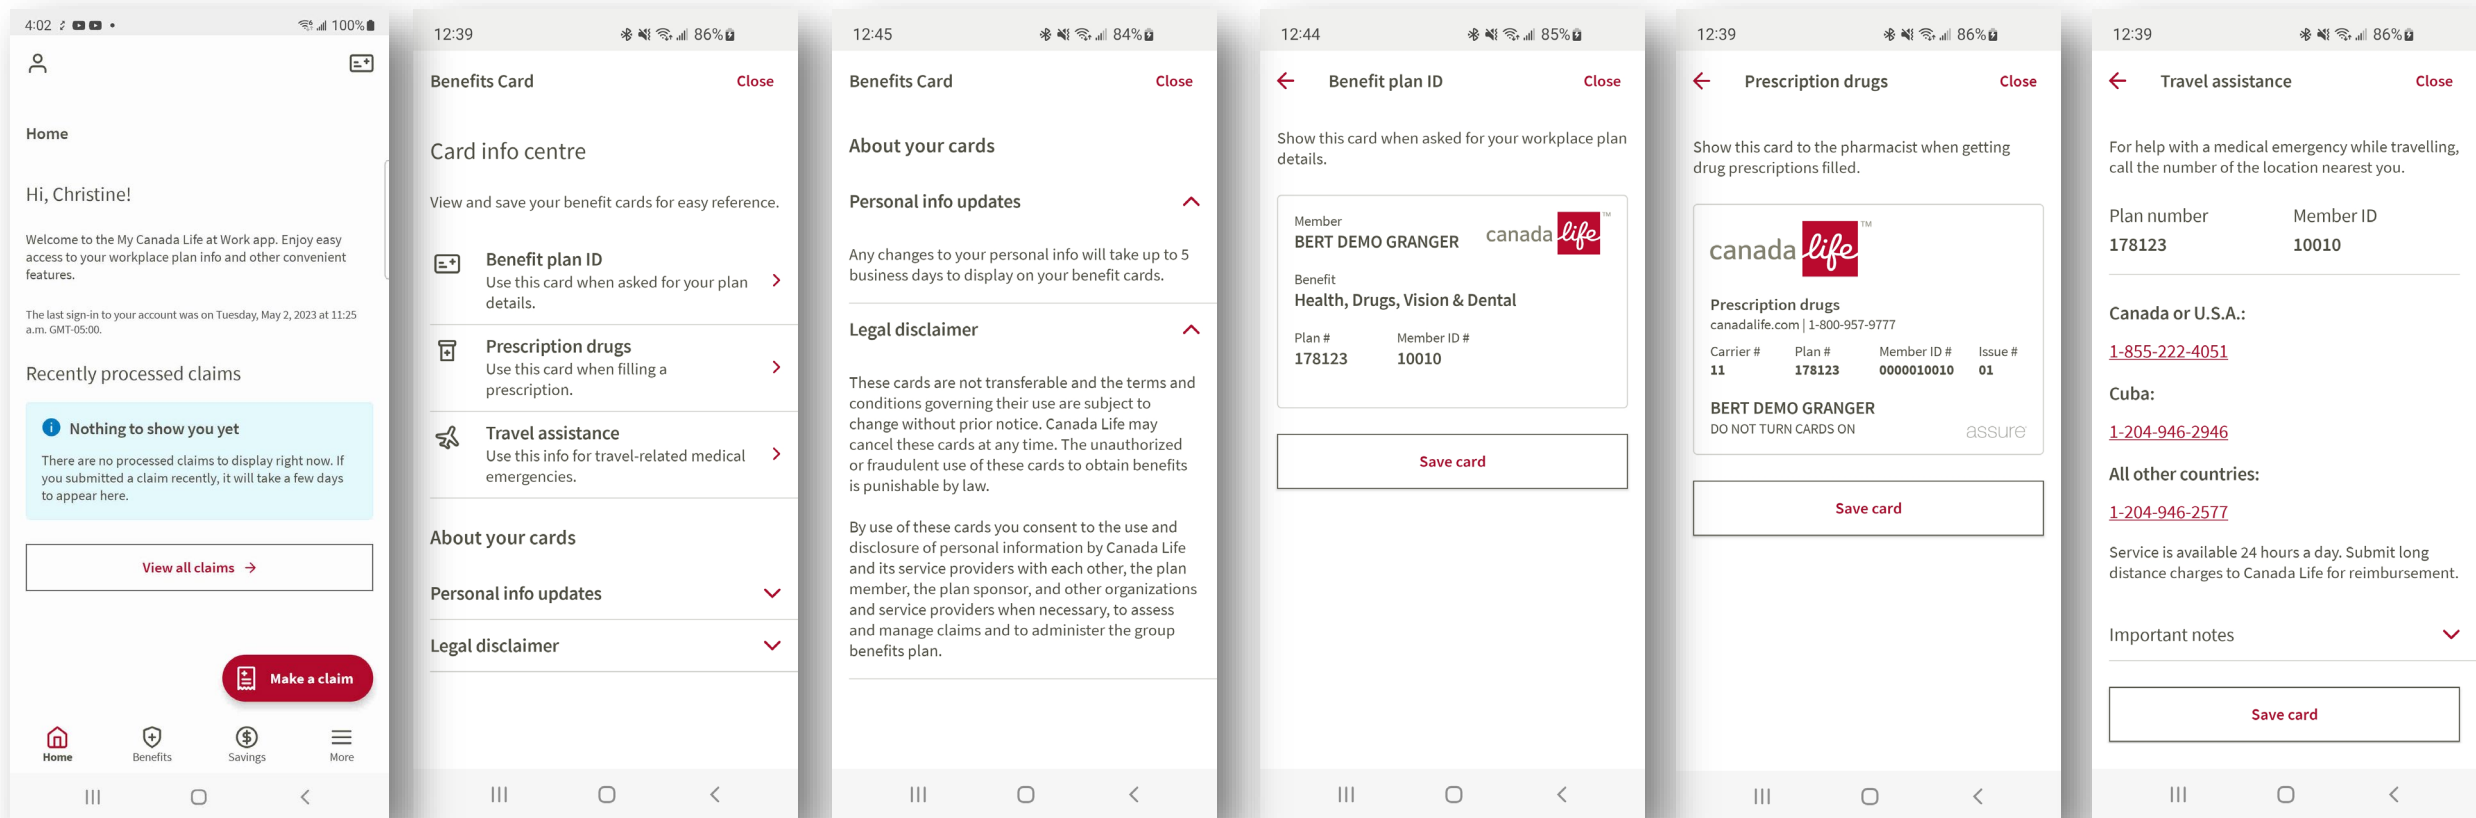 4:02
100%
Home
Hi, Christine!
Welcome to the My Canada Life at Work app. Enjoy easy
access to your workplace plan info and other convenient
features.
The last sign-in to your account was on Tuesday, May 2, 2023 at 11:25
a.m. GMT-05:00.
Recently processed claims
Nothing to show you yet
There are no processed claims to display right now. If
you submitted a claim recently, it will take a few days
to appear here.
View all claims
Make a claim
Home
Benefits
Savings
More
12:39
86%
Benefits Card
Close
Card info centre
View and save your benefit cards for easy reference.
Benefit plan ID
Use this card when asked for your plan
details.
Prescription drugs
Use this card when filling a
prescription.
Travel assistance
Use this info for travel-related medical
emergencies.
About your cards
Personal info updates
Legal disclaimer
12:45
84%
Benefits Card
Close
About your cards
Personal info updates
Any changes to your personal info will take up to 5
business days to display on your benefit cards.
Legal disclaimer
These cards are not transferable and the terms and
conditions governing their use are subject to
change without prior notice. Canada Life may
cancel these cards at any time. The unauthorized
or fraudulent use of these cards to obtain benefits
is punishable by law.
By use of these cards you consent to the use and
disclosure of personal information by Canada Life
and its service providers with each other, the plan
member, the plan sponsor, and other organizations
and service providers when necessary, to assess
and manage claims and to administer the group
benefits plan.
12:44
85%
Benefit plan ID
Close
Show this card when asked for your workplace plan
details.
Member
BERT DEMO GRANGER
canada life™
Benefit
Health, Drugs, Vision & Dental
Plan # Member ID #
178123 10010
Save card
12:39
86%
Prescription drugs
Close
Show this card to the pharmacist when getting
drug prescriptions filled.
canada life™
Prescription drugs
canadalife.com | 1-800-957-9777
Carrier # Plan # Member ID # Issue #
11 178123 0000010010 01
BERT DEMO GRANGER
DO NOT TURN CARDS ON
assure
Save card
12:39
86%
Travel assistance
Close
For help with a medical emergency while travelling,
call the number of the location nearest you.
Plan number Member ID
178123 10010
Canada or U.S.A.:
1-855-222-4051
Cuba:
1-204-946-2946
All other countries:
1-204-946-2577
Service is available 24 hours a day. Submit long
distance charges to Canada Life for reimbursement.
Important notes
Save card